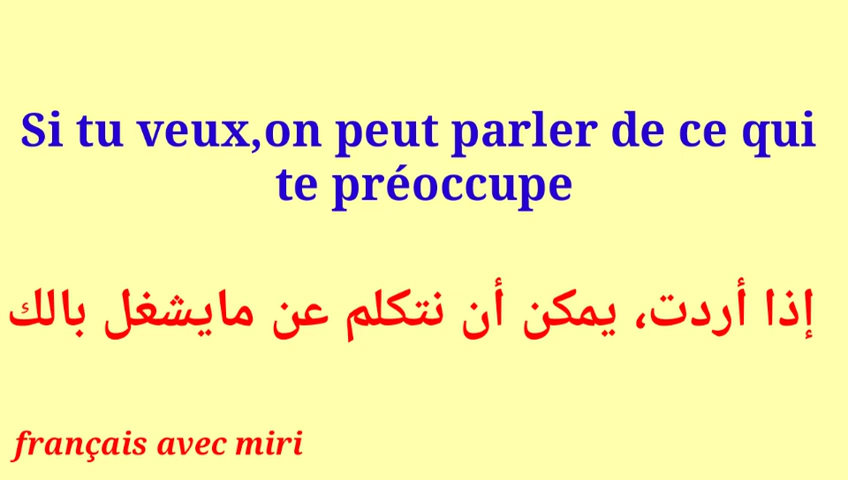 Si tu veux,on peut parler de ce qui
te préoccupe
إذا أردت، يمكن أن نتكلم عن مايشغل بالك
français avec miri